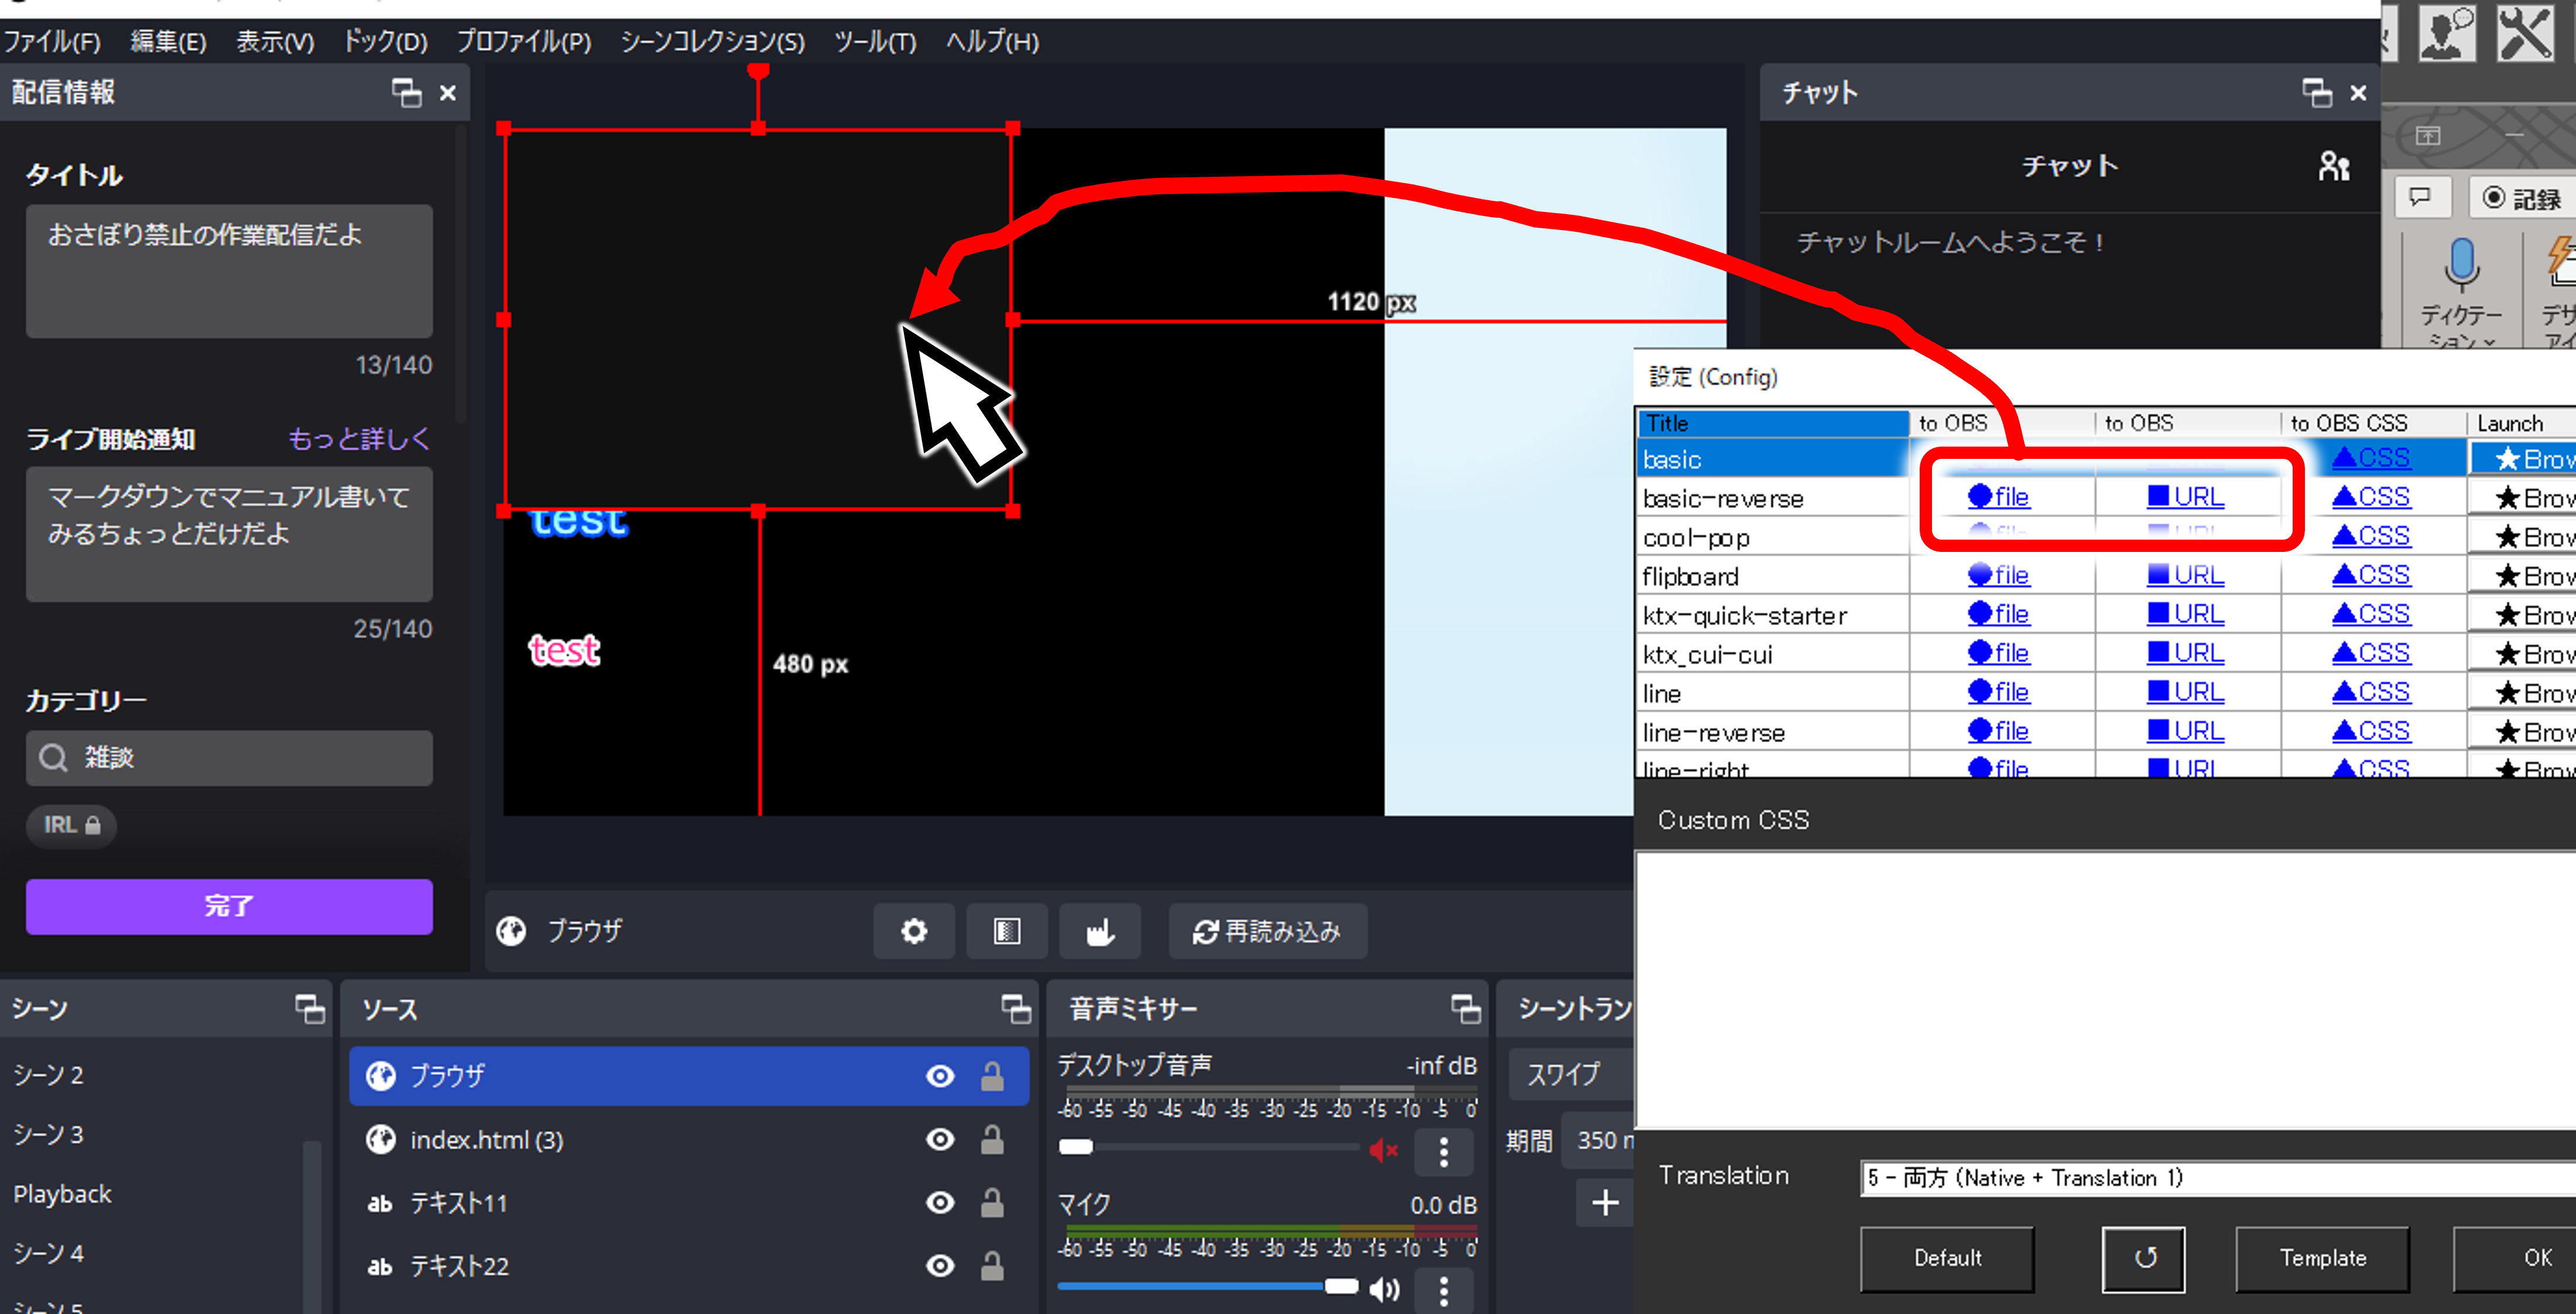 ファイル(F) 編集(E) 表示(V) ドック(D) プロファイル(P) シーンコレクション(S) ツール(T) ヘルプ(H)
配信情報
タイトル
おさぼり禁止の作業配信だよ
13/140
ライブ開始通知 もっと詳しく
マークダウンでマニュアル書いて
みるちょっとだけだよ
25/140
カテゴリー
雑談
IRL
完了
1120 px
test
test
480 px
チャット
チャット
チャットルームへようこそ！
記録
ディクテー
ション
設定 (Config)
Title to OBS to OBS to OBS CSS Launch
basic ▲CSS ★Brow
basic-reverse ●file ■URL ▲CSS ★Brow
cool-pop ▲CSS ★Brow
flipboard ●file ■URL ▲CSS ★Brow
ktx-quick-starter ●file ■URL ▲CSS ★Brow
ktx_cui-cui ●file ■URL ▲CSS ★Brow
line ●file ■URL ▲CSS ★Brow
line-reverse ●file ■URL ▲CSS ★Brow
line-right ●file ■URL ▲CSS ★Brow
Custom CSS
Translation 5 - 両方 (Native + Translation 1)
Default ↺ Template OK
ブラウザ 再読み込み
シーン
シーン 2
シーン 3
Playback
シーン 4
シーン 5
ソース
ブラウザ
index.html (3)
ab テキスト11
ab テキスト22
音声ミキサー
デスクトップ音声 -inf dB
-60 -55 -50 -45 -40 -35 -30 -25 -20 -15 -10 -5 0
マイク 0.0 dB
-60 -55 -50 -45 -40 -35 -30 -25 -20 -15 -10 -5 0
シーントラン
スワイプ
期間 350 m